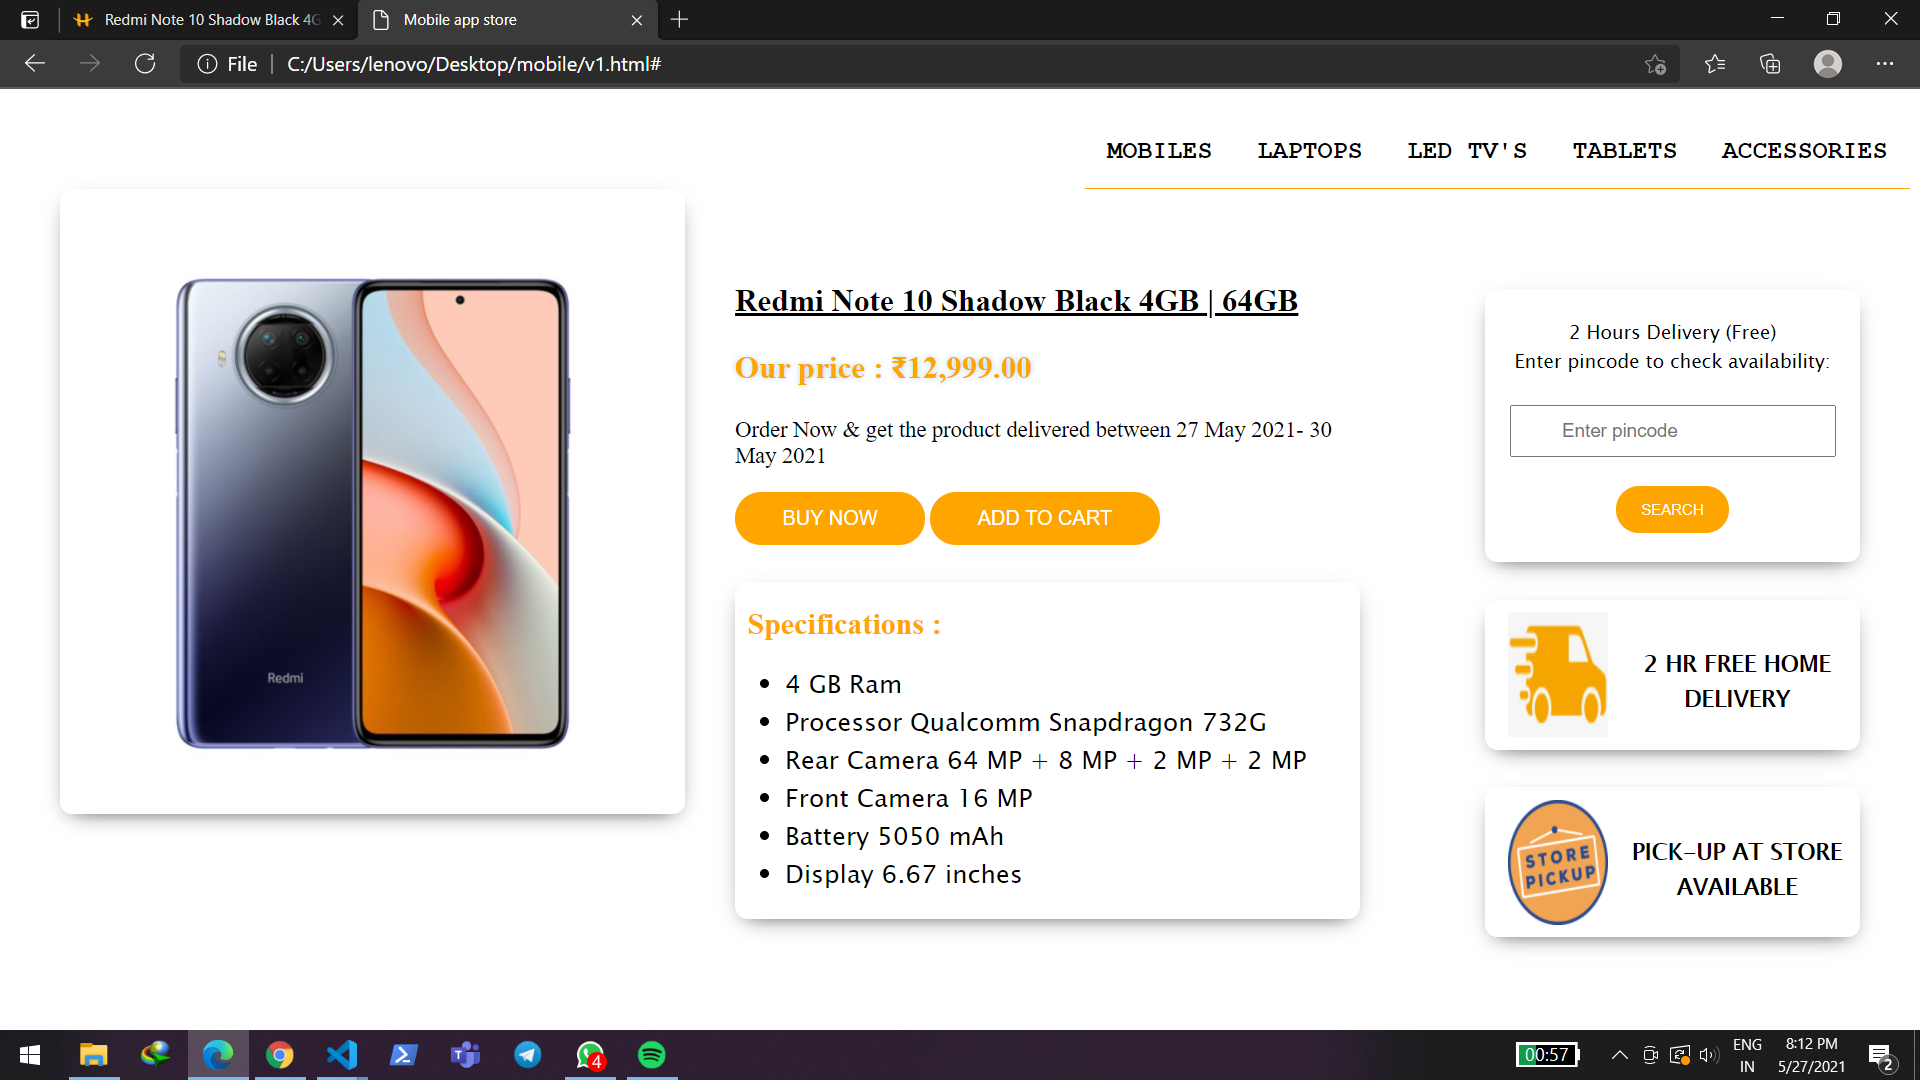 Redmi Note 10 Shadow Black 4G
Mobile app store
File
C:/Users/lenovo/Desktop/mobile/v1.html#
MOBILES LAPTOPS LED TV'S TABLETS ACCESSORIES
Redmi
Redmi Note 10 Shadow Black 4GB | 64GB
Our price : ₹12,999.00
Order Now & get the product delivered between 27 May 2021- 30
May 2021
BUY NOW ADD TO CART
Specifications :
4 GB Ram
Processor Qualcomm Snapdragon 732G
Rear Camera 64 MP + 8 MP + 2 MP + 2 MP
Front Camera 16 MP
Battery 5050 mAh
Display 6.67 inches
2 Hours Delivery (Free)
Enter pincode to check availability:
Enter pincode
SEARCH
2 HR FREE HOME
DELIVERY
STORE
PICKUP
PICK-UP AT STORE
AVAILABLE
4
00:57
ENG
IN
8:12 PM
5/27/2021
2